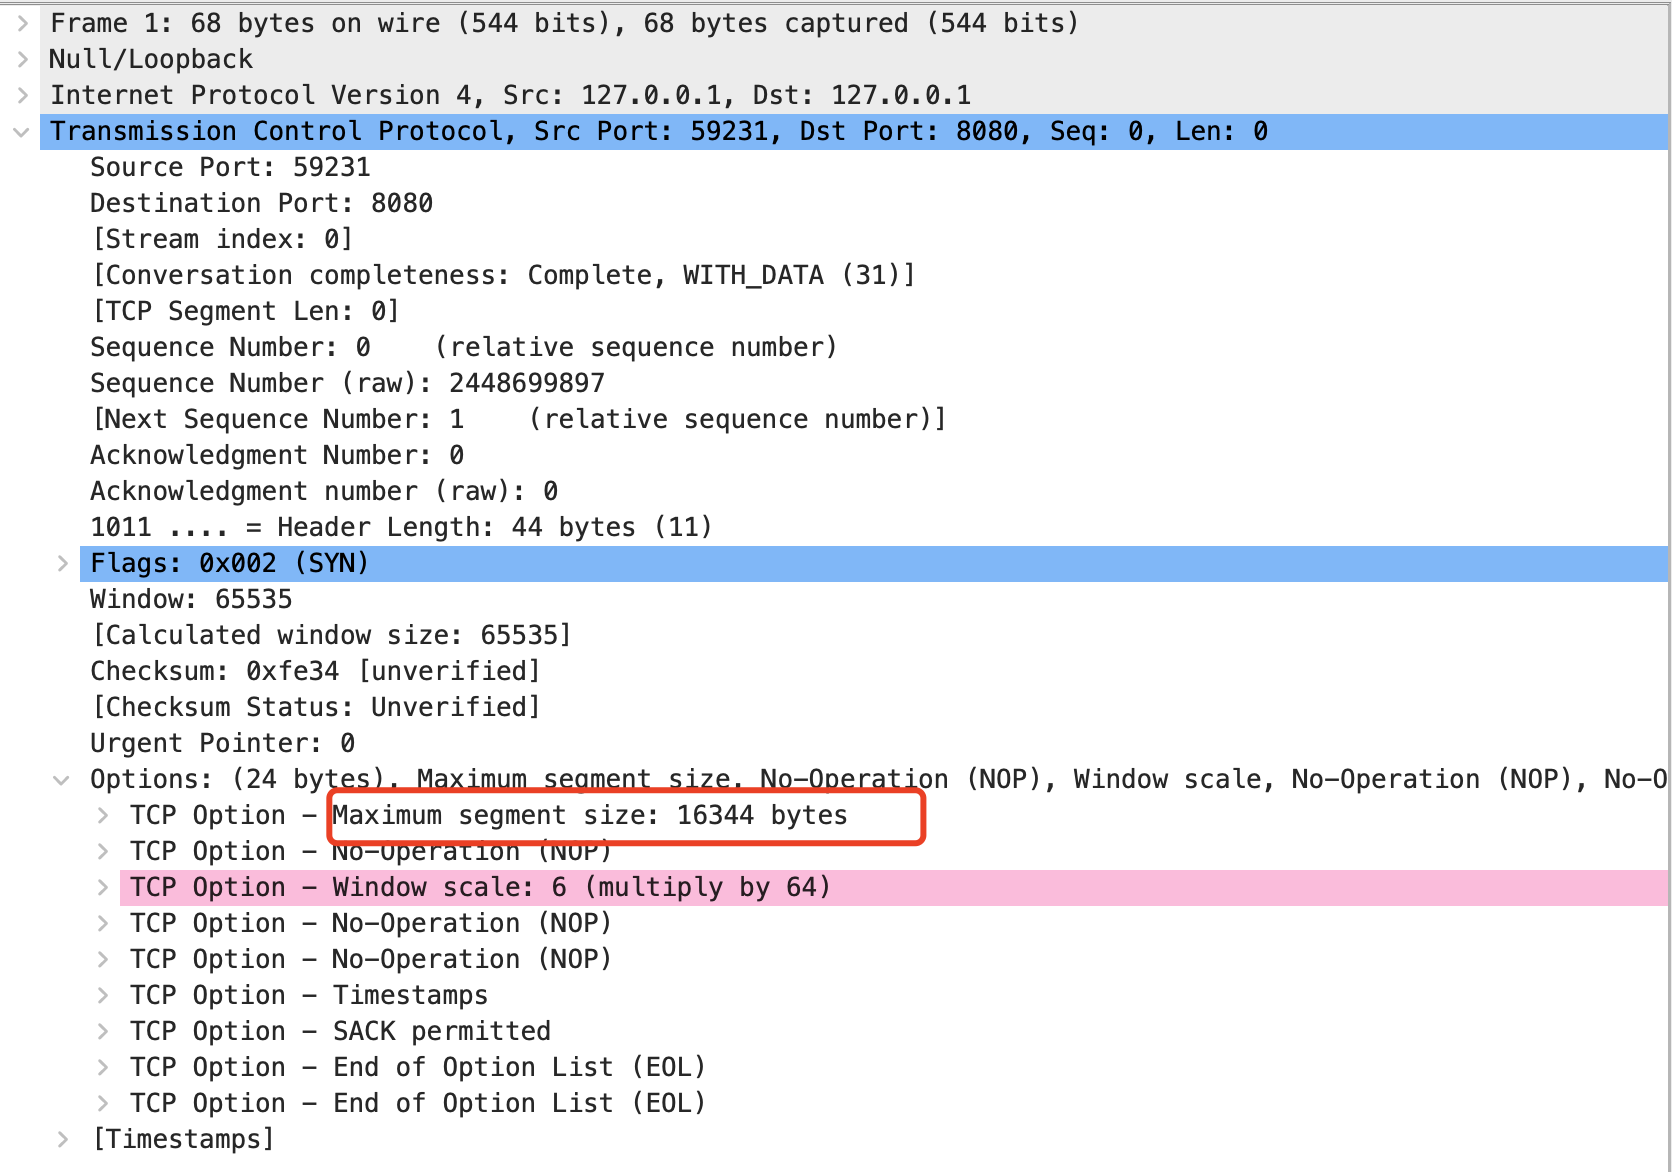 Frame 1: 68 bytes on wire (544 bits), 68 bytes captured (544 bits)
Null/Loopback
Internet Protocol Version 4, Src: 127.0.0.1, Dst: 127.0.0.1
Transmission Control Protocol, Src Port: 59231, Dst Port: 8080, Seq: 0, Len: 0
Source Port: 59231
Destination Port: 8080
[Stream index: 0]
[Conversation completeness: Complete, WITH_DATA (31)]
[TCP Segment Len: 0]
Sequence Number: 0    (relative sequence number)
Sequence Number (raw): 2448699897
[Next Sequence Number: 1    (relative sequence number)]
Acknowledgment Number: 0
Acknowledgment number (raw): 0
1011 .... = Header Length: 44 bytes (11)
Flags: 0x002 (SYN)
Window: 65535
[Calculated window size: 65535]
Checksum: 0xfe34 [unverified]
[Checksum Status: Unverified]
Urgent Pointer: 0
Options: (24 bytes), Maximum segment size, No-Operation (NOP), Window scale, No-Operation (NOP), No-O
TCP Option – Maximum segment size: 16344 bytes
TCP Option – No-Operation (NOP)
TCP Option – Window scale: 6 (multiply by 64)
TCP Option – No-Operation (NOP)
TCP Option – No-Operation (NOP)
TCP Option – Timestamps
TCP Option – SACK permitted
TCP Option – End of Option List (EOL)
TCP Option – End of Option List (EOL)
[Timestamps]